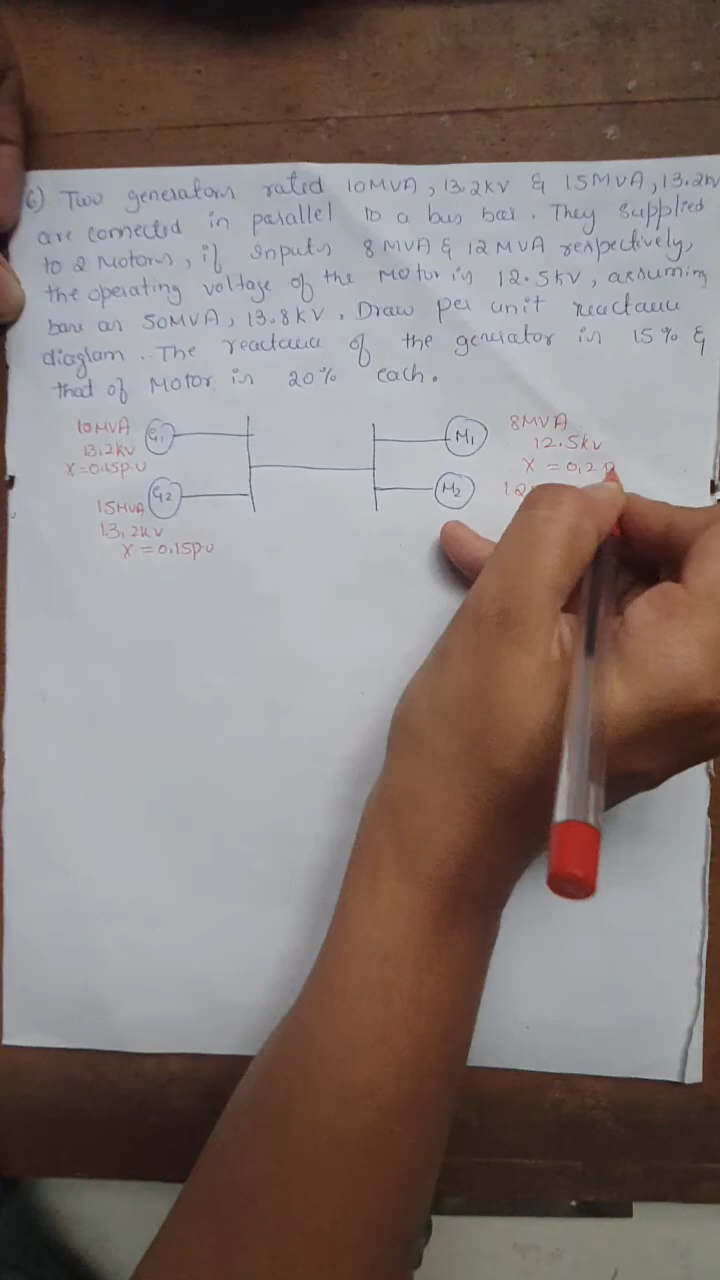 6) Two generators rated 10MVA, 13.2KV & 15MVA, 13.2KV
are connected in parallel to a bus bar. They supplied
to 2 Motors, if Inputs 8 MVA & 12 MVA respectively,
the operating voltage of the Motor is 12.5KV, assuming
base as 50MVA, 13.8KV. Draw per unit reactance
diagram. The reactance of the generator is 15% &
that of Motor is 20% each.
10MVA
13.2KV
X=0.15p.U
G1
M1
8MVA
12.5KV
X = 0.2 p
G2
M2
15MVA
13.2KV
X = 0.15pU